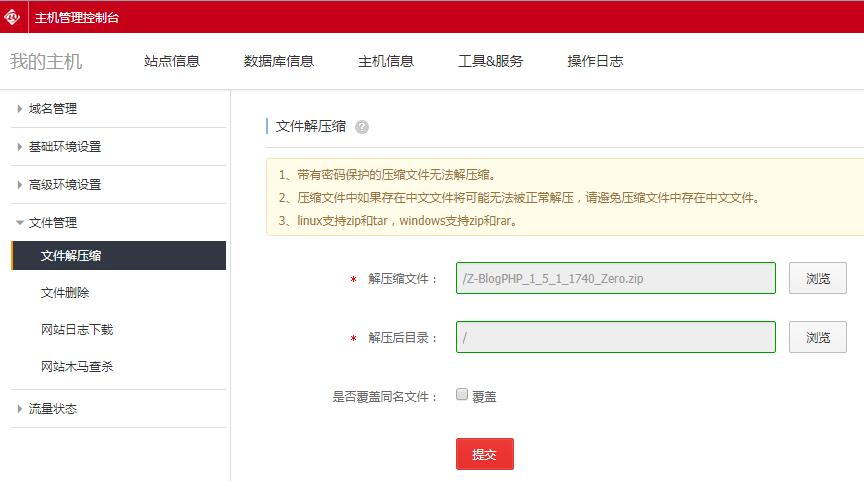 主机管理控制台
我的主机 站点信息 数据库信息 主机信息 工具&服务 操作日志
域名管理
基础环境设置
高级环境设置
文件管理
文件解压缩
文件删除
网站日志下载
网站木马查杀
流量状态
文件解压缩 ?
1、带有密码保护的压缩文件无法解压缩。
2、压缩文件中如果存在中文文件将可能无法被正常解压，请避免压缩文件中存在中文文件。
3、linux支持zip和tar，windows支持zip和rar。
* 解压缩文件： /Z-BlogPHP_1_5_1_1740_Zero.zip 浏览
* 解压后目录： / 浏览
是否覆盖同名文件： 覆盖
提交